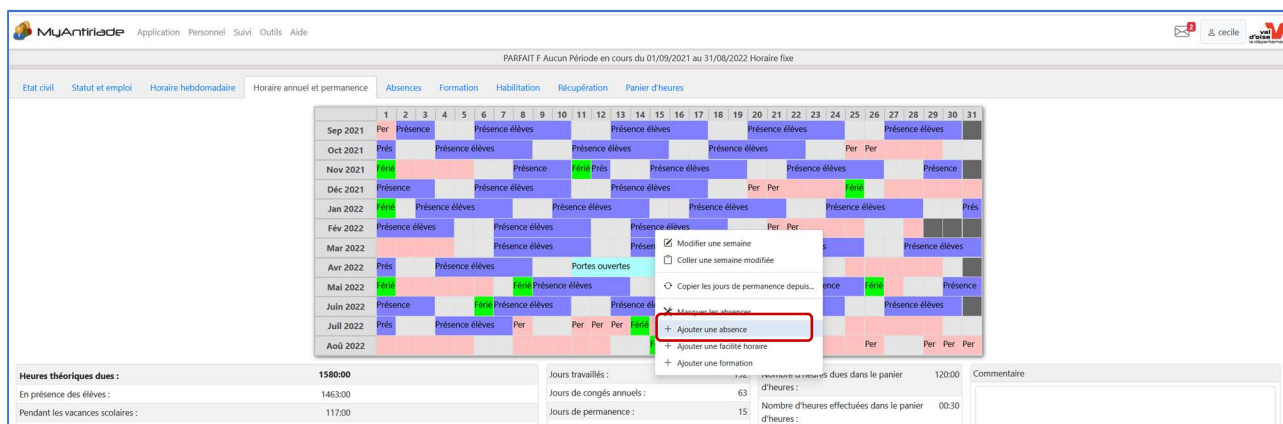 MyAntiriade Application Personnel Suivi Outils Aide 2 cecile val d'oise le département
PARFAIT F Aucun Période en cours du 01/09/2021 au 31/08/2022 Horaire fixe
Etat civil Statut et emploi Horaire hebdomadaire Horaire annuel et permanence Absences Formation Habilitation Récupération Panier d'heures
1 2 3 4 5 6 7 8 9 10 11 12 13 14 15 16 17 18 19 20 21 22 23 24 25 26 27 28 29 30 31
Sep 2021 Per Présence Présence élèves Présence élèves Présence élèves Présence élèves
Oct 2021 Prés Présence élèves Présence élèves Présence élèves Per Per
Nov 2021 Férié Présence Férié Prés Présence élèves Présence élèves Présence
Déc 2021 Présence Présence élèves Présence élèves Per Per Férié
Jan 2022 Férié Présence élèves Présence élèves Présence élèves Présence élèves Prés
Fév 2022 Présence élèves Présence élèves Présence élèves Per Per
Mar 2022 Présence élèves Présen s Présence élèves
Avr 2022 Prés Présence élèves Portes ouvertes
Mai 2022 Férié Férié Présence élèves ence Férié Présence
Juin 2022 Présence Férié Présence élèves Présence élè Présence élèves
Juil 2022 Prés Présence élèves Per Per Per Per Férié
Aoû 2022 Per Per Per Per
Modifier une semaine
Coller une semaine modifiée
Copier les jours de permanence depuis...
Masquer les absences
+ Ajouter une absence
+ Ajouter une facilité horaire
+ Ajouter une formation
Heures théoriques dues : 1580:00 Jours travaillés : 192 Nombre d'heures dues dans le panier 120:00 Commentaire
d'heures :
En présence des élèves : 1463:00 Jours de congés annuels : 63
Pendant les vacances scolaires : 117:00 Jours de permanence : 15 Nombre d'heures effectuées dans le panier 00:30
d'heures :